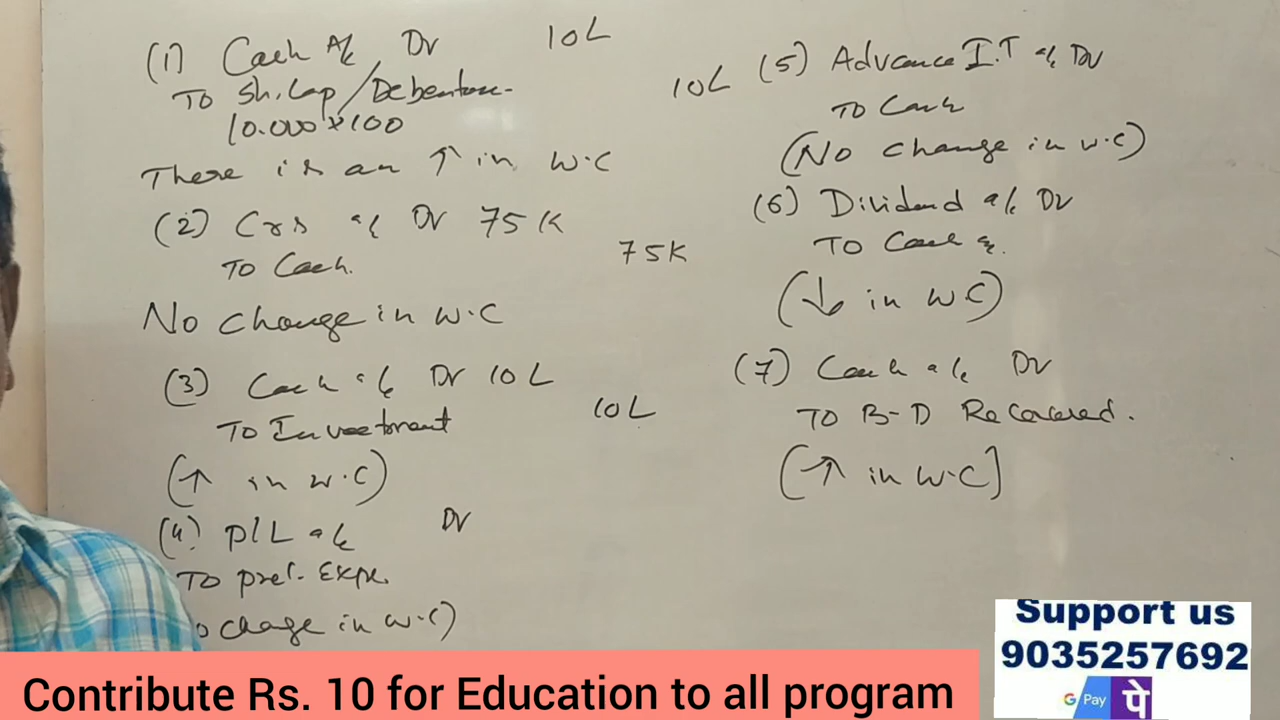 (1) Cash A/c Dr 10L
To Sh. Cap/Debenture 10L
10.000 x 100
There is an ↑ in W.C
(2) Crs a/c Dr 75K
To Cash. 75K
No change in W.C
(3) Cash a/c Dr 10L
To Investment 10L
(↑ in W.C)
(4) P/L a/c Dr
To prel. Expe.
o change in W.C)
(5) Advance I.T a/c Dr
To Cash
(No change in W.C)
(6) Dividend a/c Dr
To Cash a/c.
(↓ in WC)
(7) Cash a/c Dr
To B-D Recovered.
(↑ in W.C]
Support us
9035257692
G Pay पे
Contribute Rs. 10 for Education to all program